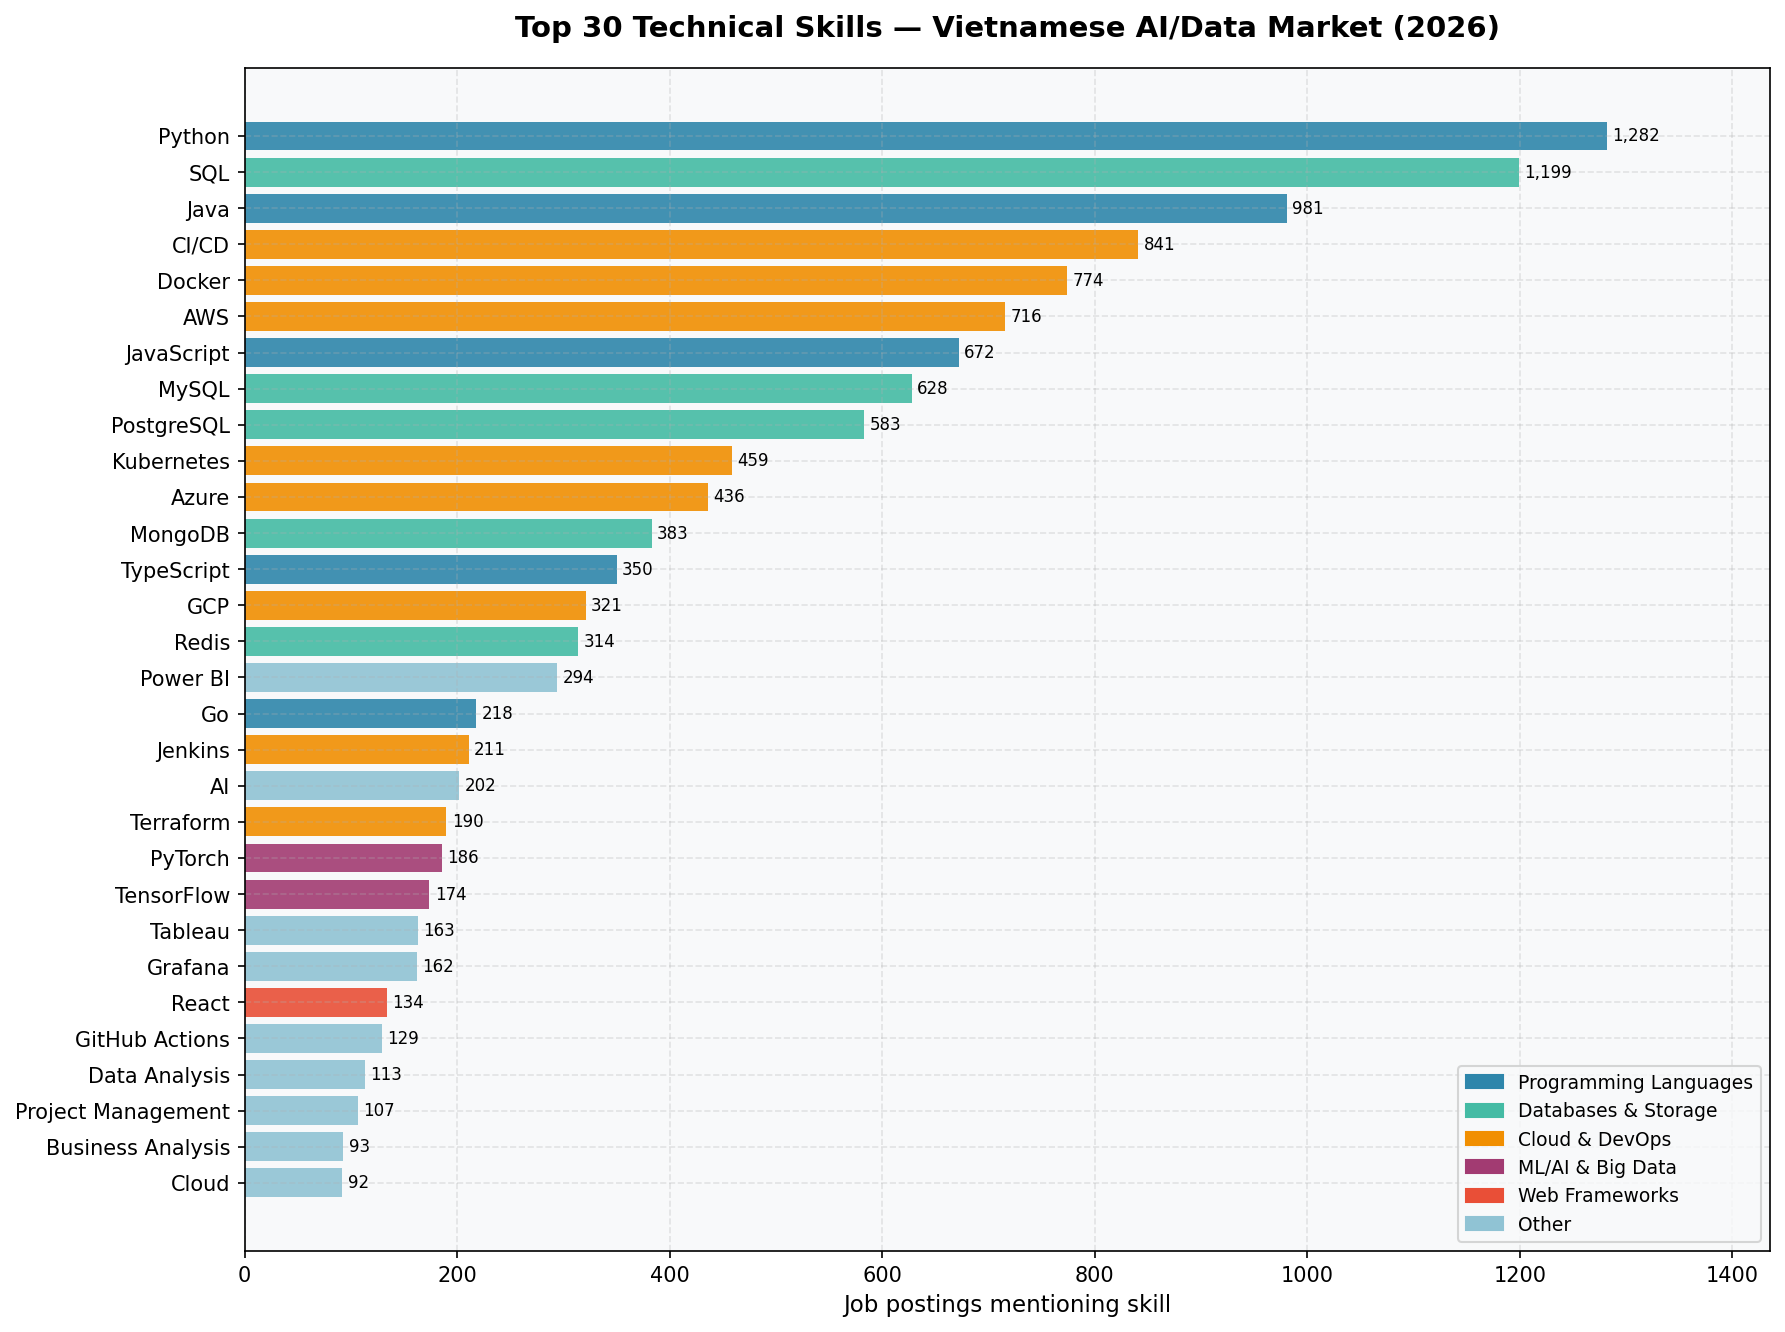 Top 30 Technical Skills — Vietnamese AI/Data Market (2026)
Python 1,282
SQL 1,199
Java 981
CI/CD 841
Docker 774
AWS 716
JavaScript 672
MySQL 628
PostgreSQL 583
Kubernetes 459
Azure 436
MongoDB 383
TypeScript 350
GCP 321
Redis 314
Power BI 294
Go 218
Jenkins 211
AI 202
Terraform 190
PyTorch 186
TensorFlow 174
Tableau 163
Grafana 162
React 134
GitHub Actions 129
Data Analysis 113
Project Management 107
Business Analysis 93
Cloud 92
Programming Languages
Databases & Storage
Cloud & DevOps
ML/AI & Big Data
Web Frameworks
Other
0 200 400 600 800 1000 1200 1400
Job postings mentioning skill